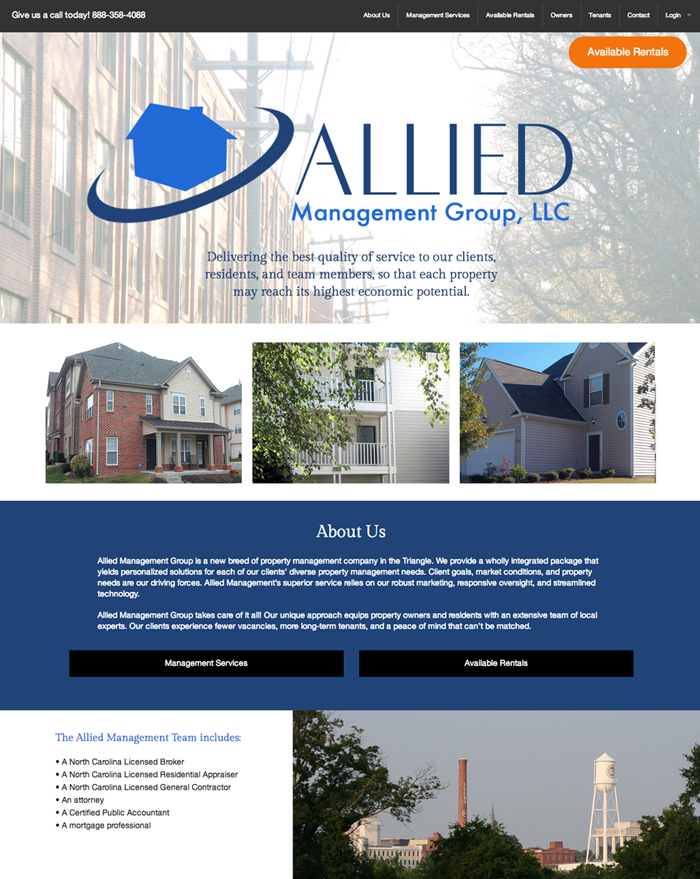 Give us a call today! 888-358-4088
About Us
Management Services
Available Rentals
Owners
Tenants
Contact
Login
Available Rentals
ALLIED
Management Group, LLC
Delivering the best quality of service to our clients,
residents, and team members, so that each property
may reach its highest economic potential.
About Us
Allied Management Group is a new breed of property management company in the Triangle. We provide a wholly integrated package that
yields personalized solutions for each of our clients' diverse property management needs. Client goals, market conditions, and property
needs are our driving forces. Allied Management's superior service relies on our robust marketing, responsive oversight, and streamlined
technology.
Allied Management Group takes care of it all! Our unique approach equips property owners and residents with an extensive team of local
experts. Our clients experience fewer vacancies, more long-term tenants, and a peace of mind that can't be matched.
Management Services
Available Rentals
The Allied Management Team includes:
• A North Carolina Licensed Broker
• A North Carolina Licensed Residential Appraiser
• A North Carolina Licensed General Contractor
• An attorney
• A Certified Public Accountant
• A mortgage professional